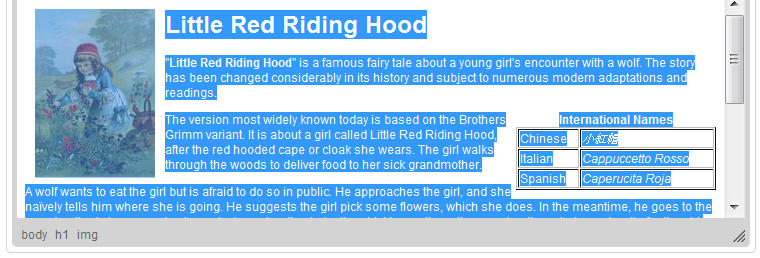 Little Red Riding Hood
"Little Red Riding Hood" is a famous fairy tale about a young girl's encounter with a wolf. The story
has been changed considerably in its history and subject to numerous modern adaptations and
readings.
The version most widely known today is based on the Brothers
Grimm variant. It is about a girl called Little Red Riding Hood,
after the red hooded cape or cloak she wears. The girl walks
through the woods to deliver food to her sick grandmother.
International Names
Chinese 小紅帽
Italian Cappuccetto Rosso
Spanish Caperucita Roja
A wolf wants to eat the girl but is afraid to do so in public. He approaches the girl, and she
naïvely tells him where she is going. He suggests the girl pick some flowers, which she does. In the meantime, he goes to the
body h1 img